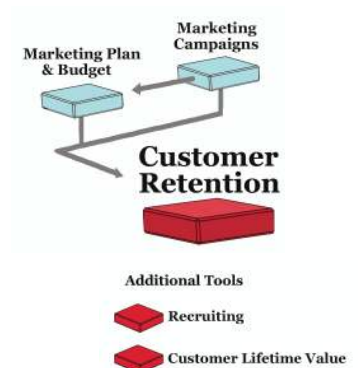 Marketing
Campaigns
Marketing Plan
& Budget
Customer
Retention
Additional Tools
Recruiting
Customer Lifetime Value